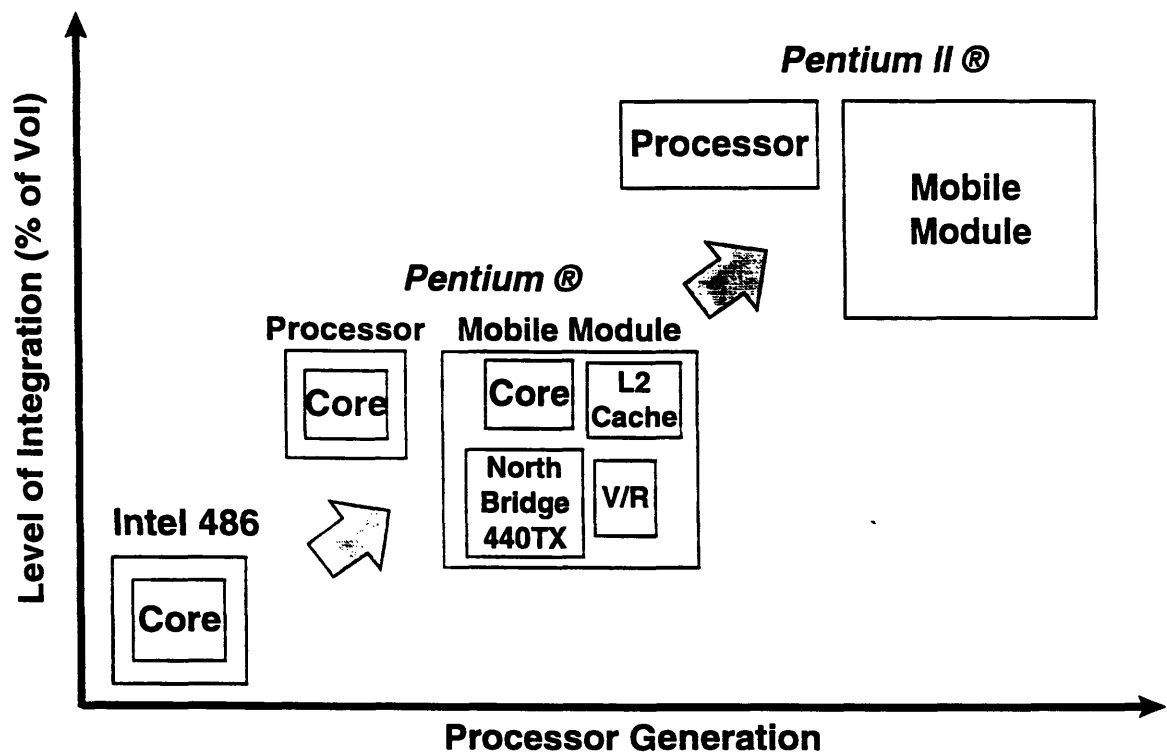 Level of Integration (% of Vol)
Pentium II ®
Processor
Mobile
Module
Pentium ®
Processor
Mobile Module
Core
Core
L2
Cache
North
Bridge
440TX
V/R
Intel 486
Core
Processor Generation